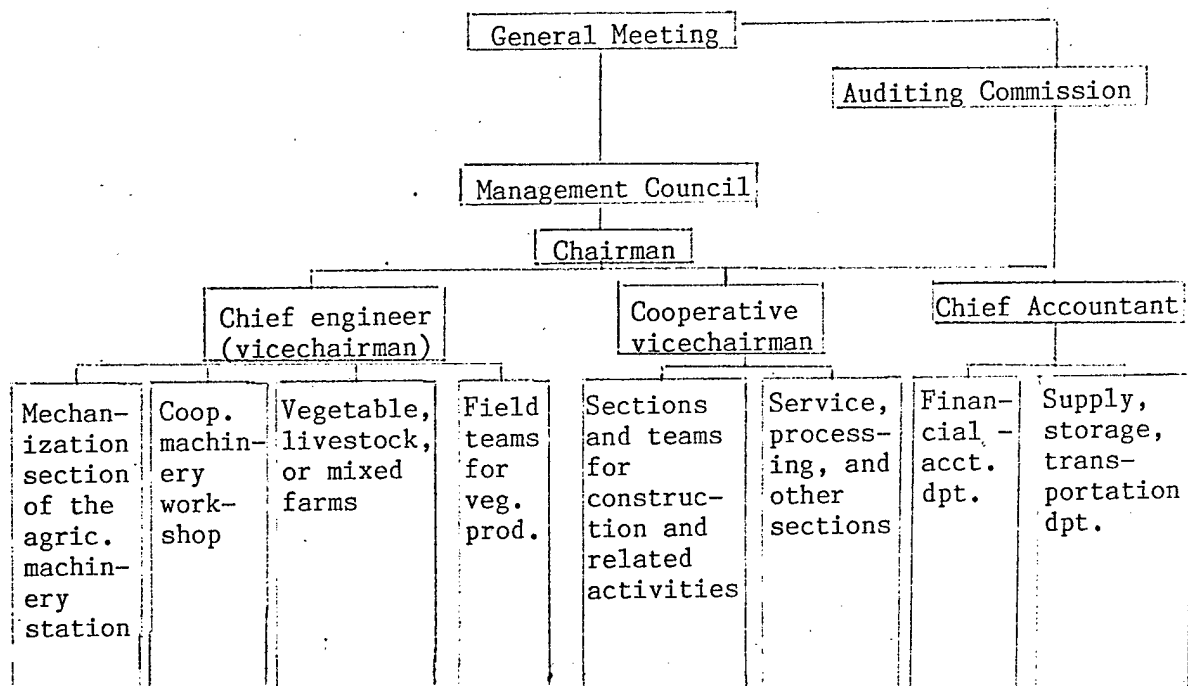 General Meeting
Auditing Commission
Management Council
Chairman
Chief engineer
(vicechairman)
Cooperative
vicechairman
Chief Accountant
Mechan-
ization
section
of the
agric.
machin-
ery
station
Coop.
machin-
ery
work-
shop
Vegetable,
livestock,
or mixed
farms
Field
teams
for
veg.
prod.
Sections
and teams
for
construc-
tion and
related
activities
Service,
process-
ing, and
other
sections
Finan-
cial -
acct.
dpt.
Supply,
storage,
trans-
portation
dpt.